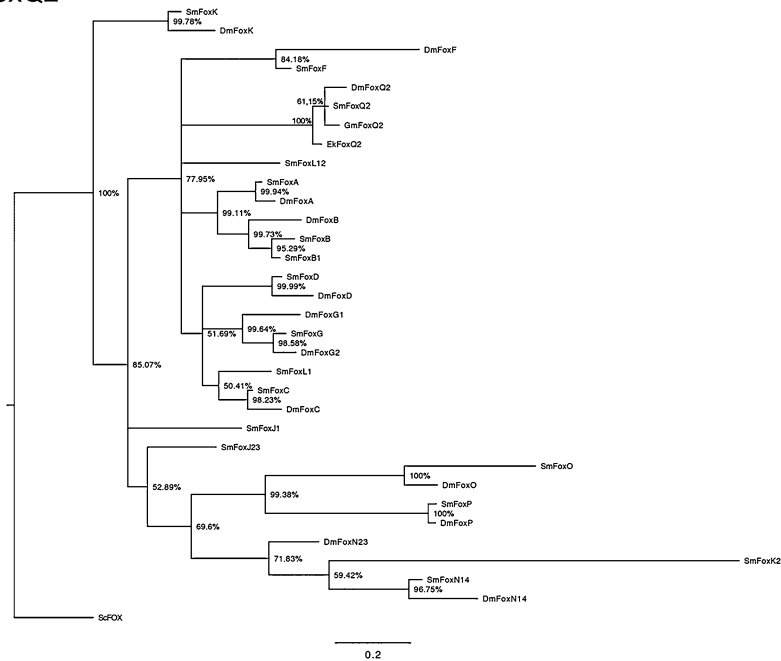 SmFoxK
99.78%
DmFoxK
DmFoxF
84.18%
SmFoxF
DmFoxQ2
61,15%
SmFoxQ2
100%
GmFoxQ2
EkFoxQ2
SmFoxL12
77.95%
SmFoxA
99.94%
DmFoxA
100%
99.11%
DmFoxB
99.73%
SmFoxB
95.29%
SmFoxB1
SmFoxD
99.99%
DmFoxD
DmFoxG1
51.69%
99.64%
SmFoxG
98.58%
DmFoxG2
85.07%
SmFoxL1
50.41%
SmFoxC
98.23%
DmFoxC
SmFoxJ1
SmFoxJ23
SmFoxO
100%
DmFoxO
52.89%
99.38%
SmFoxP
100%
DmFoxP
69.6%
DmFoxN23
71.83%
SmFoxK2
59.42%
SmFoxN14
96.75%
DmFoxN14
ScFOX
0.2